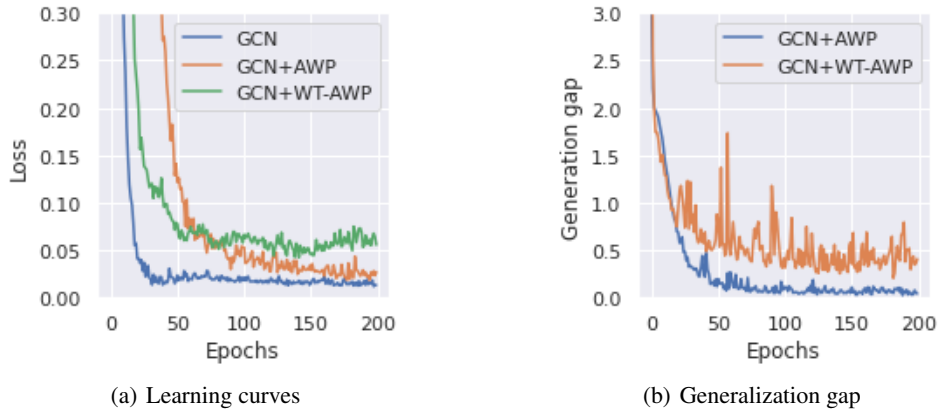 0.30
0.25
0.20
0.15
0.10
0.05
0.00
Loss
0 50 100 150 200
Epochs
GCN
GCN+AWP
GCN+WT-AWP
(a) Learning curves
3.0
2.5
2.0
1.5
1.0
0.5
0.0
Generation gap
0 50 100 150 200
Epochs
GCN+AWP
GCN+WT-AWP
(b) Generalization gap